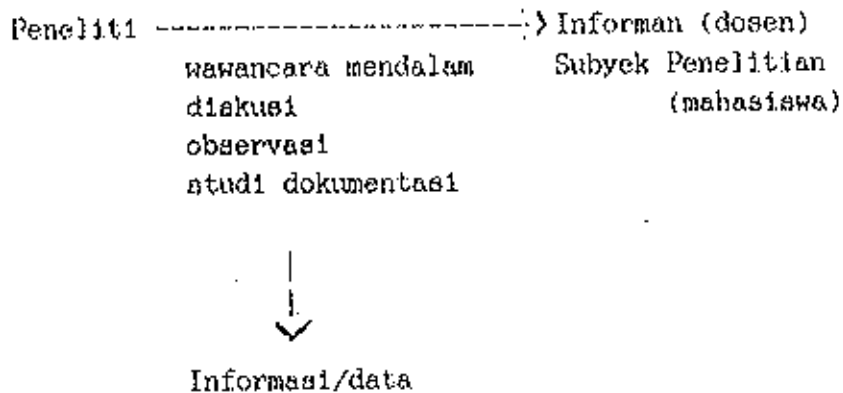 Peneliti ----------------------> Informan (dosen)
wawancara mendalam Subyek Penelitian
diskusi (mahasiswa)
observasi
studi dokumentasi
Informasi/data